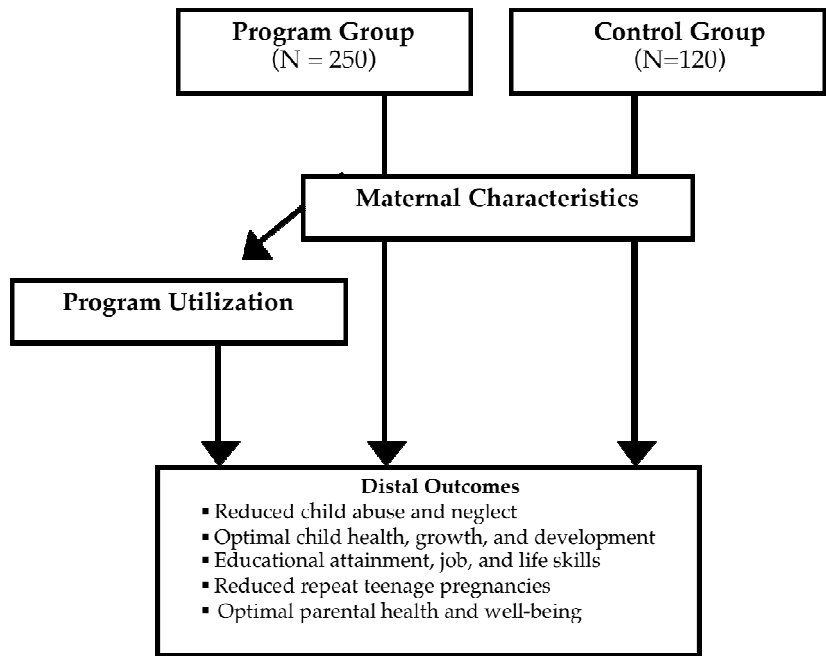 Program Group
(N = 250)
Control Group
(N=120)
Maternal Characteristics
Program Utilization
Distal Outcomes
▪ Reduced child abuse and neglect
▪ Optimal child health, growth, and development
▪ Educational attainment, job, and life skills
▪ Reduced repeat teenage pregnancies
▪ Optimal parental health and well-being